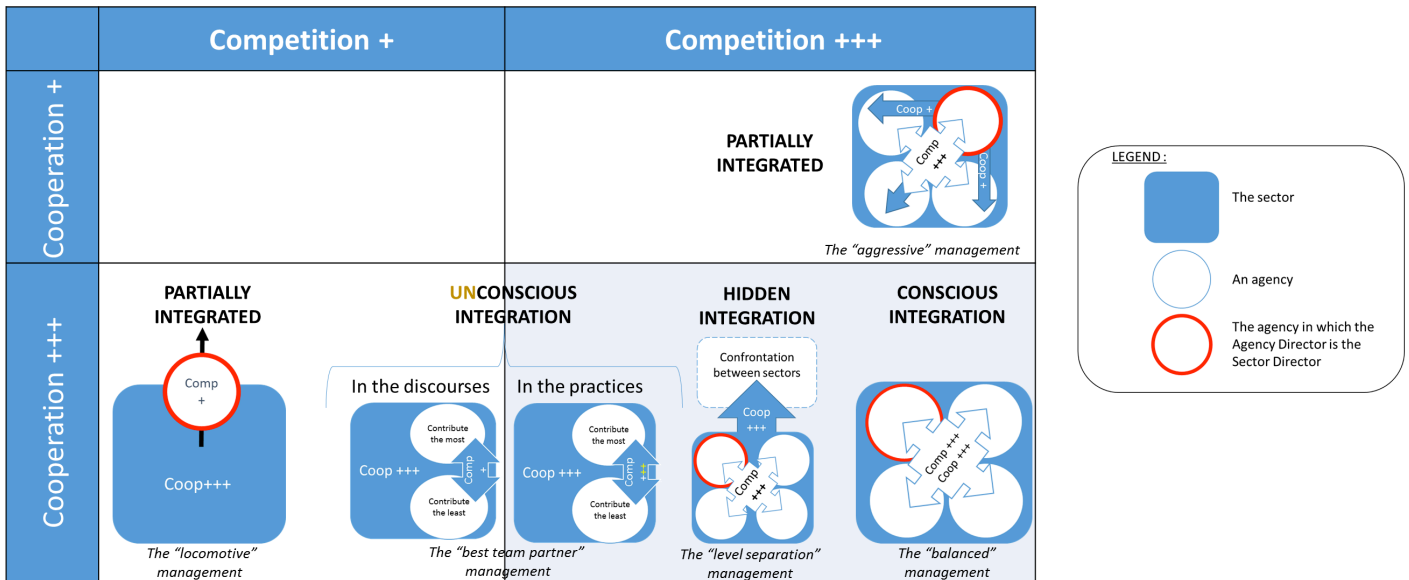 Competition +
Competition +++
Cooperation +
PARTIALLY
INTEGRATED
Coop +
Comp
+++
Coop +
The “aggressive” management
Cooperation +++
PARTIALLY
INTEGRATED
Comp
+
Coop+++
The “locomotive”
management
UNCONSCIOUS
INTEGRATION
In the discourses
Contribute
the most
Coop +++
Comp
+
Contribute
the least
In the practices
Contribute
the most
Coop +++
Comp
+++
Contribute
the least
The “best team partner”
management
HIDDEN
INTEGRATION
Confrontation
between sectors
Coop
+++
Comp
+++
The “level separation”
management
CONSCIOUS
INTEGRATION
Comp +++
Coop +++
The “balanced”
management
LEGEND :
The sector
An agency
The agency in which the
Agency Director is the
Sector Director